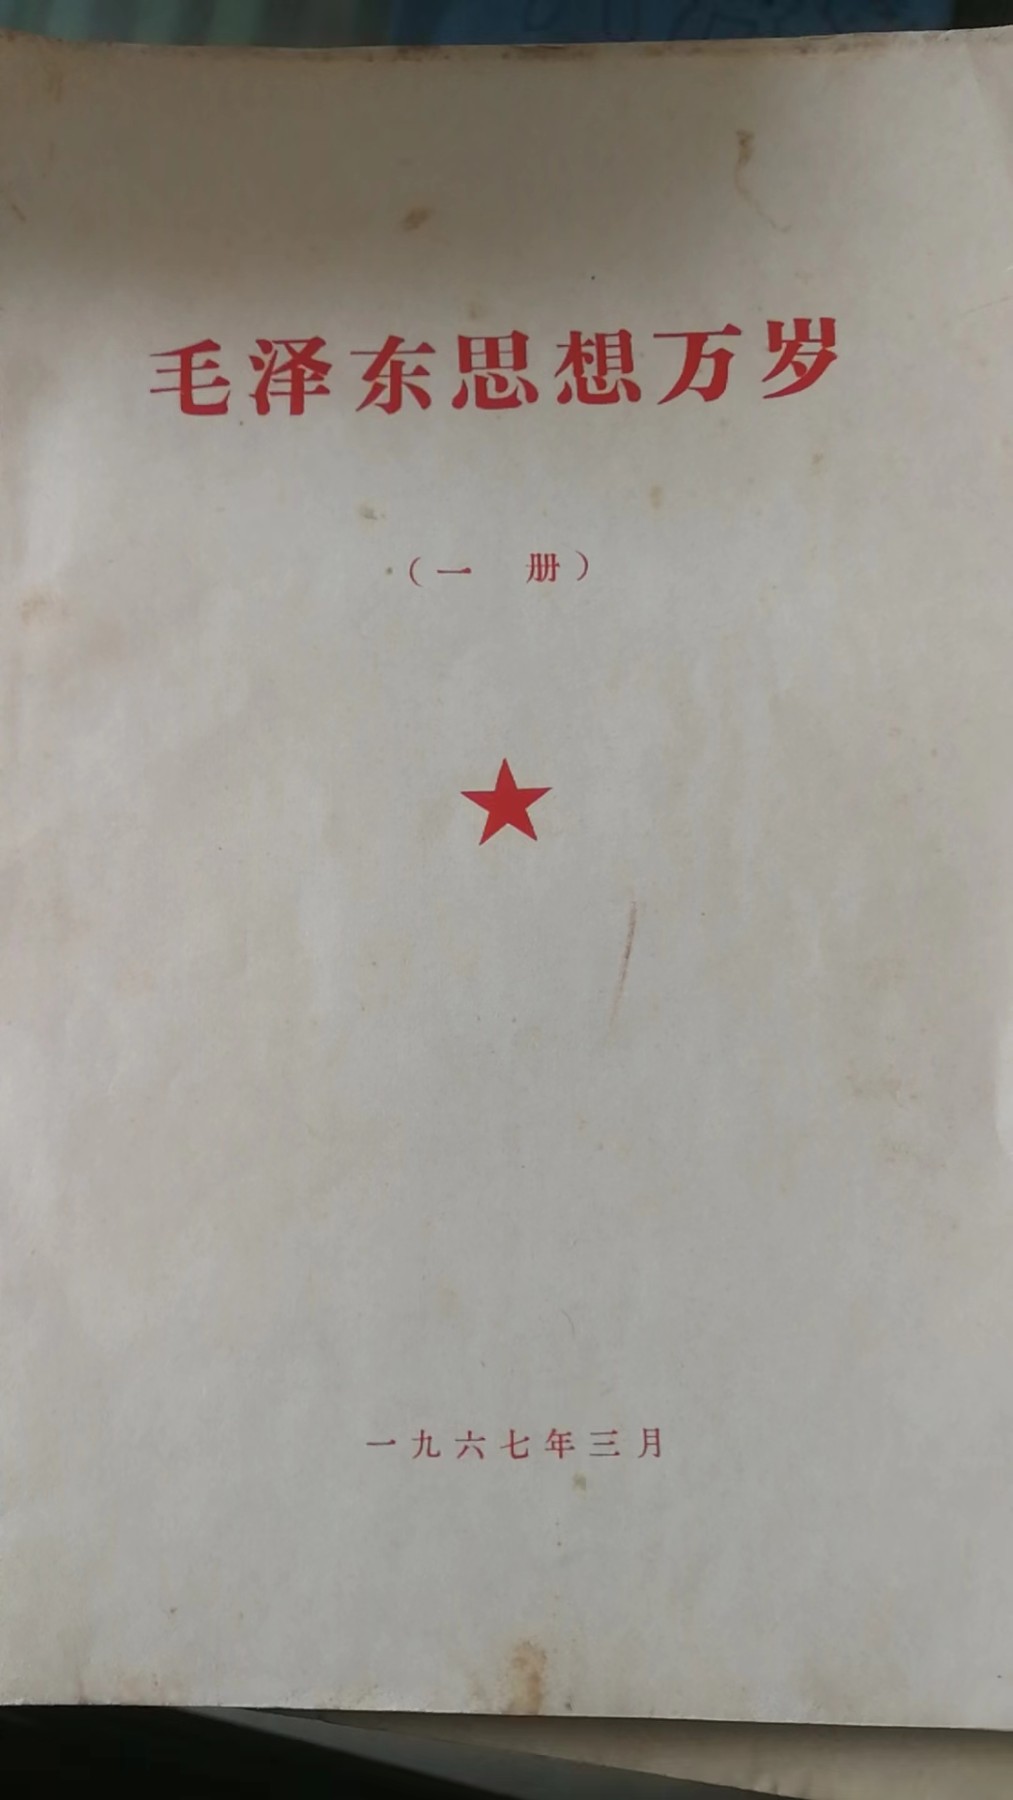 毛泽东思想万岁
（一 册）
一九六七年三月